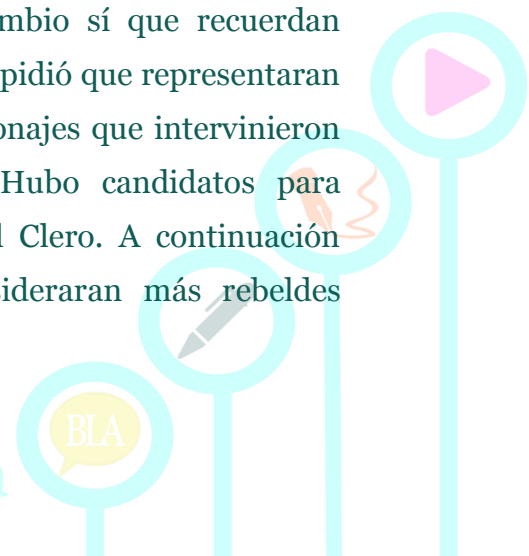 mbio sí que recuerdan
pidió que representaran
onajes que intervinieron
Hubo candidatos para
l Clero. A continuación
sideraran más rebeldes
BLA